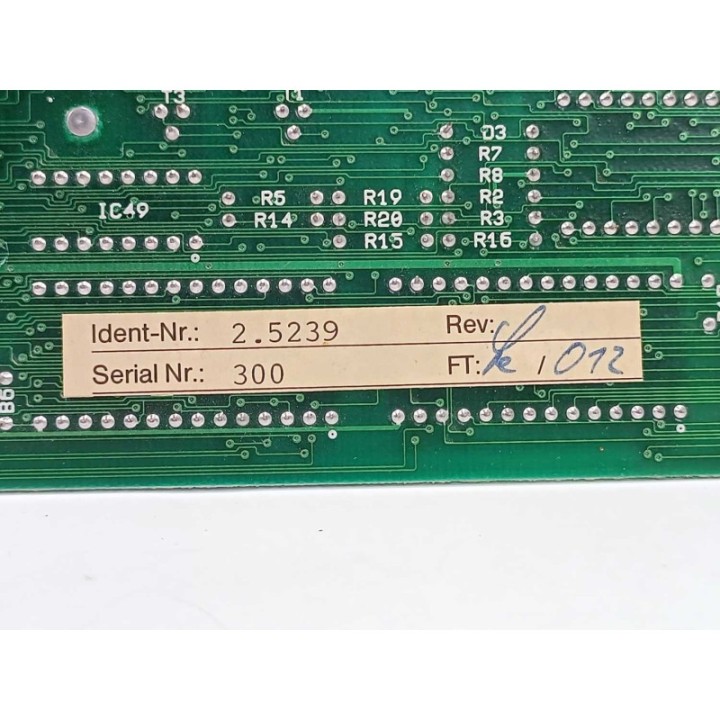 T3
D3
R7
R8
R5 R19 R2
IC49 R14 R20 R3
R15 R16
Ident-Nr.: 2.5239 Rev:
Serial Nr.: 300 FT: / 012